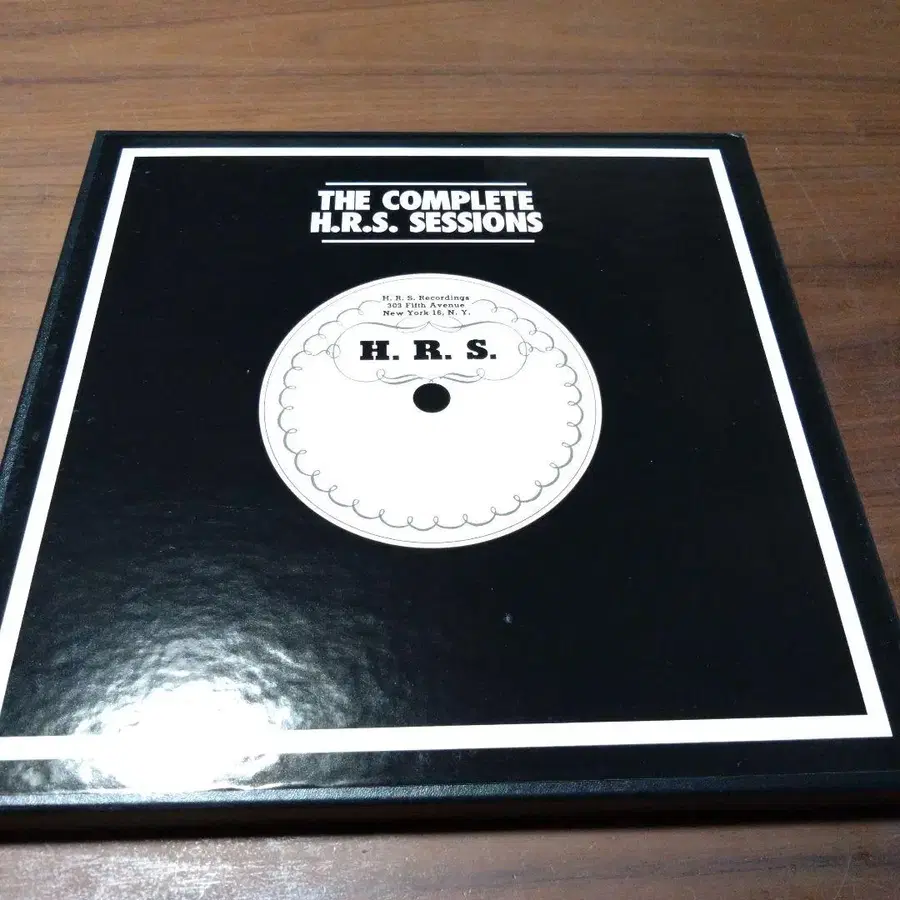 THE COMPLETE
H.R.S. SESSIONS
H. R. S. Recordings
303 Fifth Avenue
New York 16, N. Y.
H. R. S.